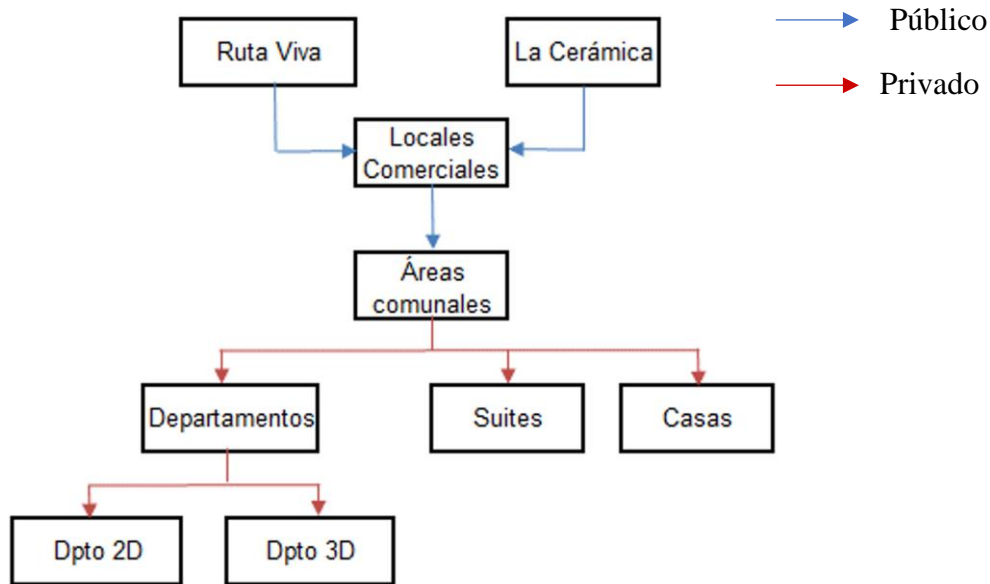 Público
Ruta Viva
La Cerámica
Privado
Locales
Comerciales
Áreas
comunales
Departamentos
Suites
Casas
Dpto 2D
Dpto 3D